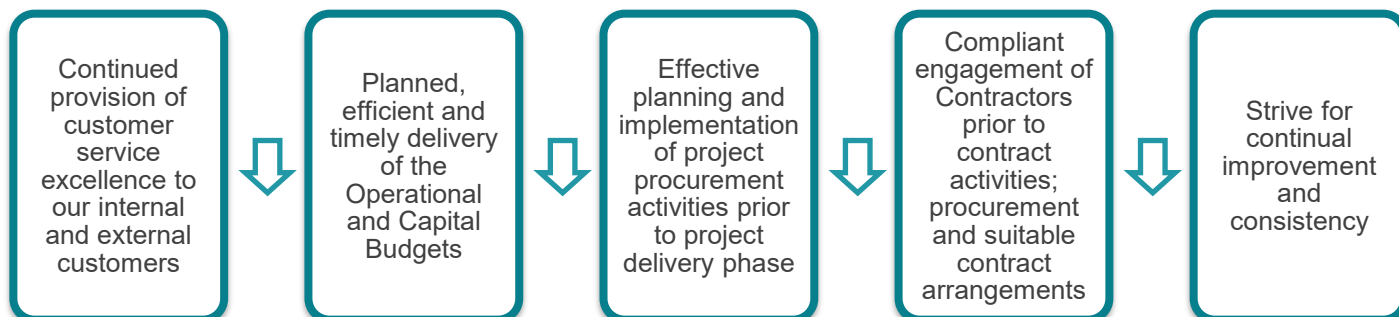 Continued
provision of
customer
service
excellence to
our internal
and external
customers
Planned,
efficient and
timely delivery
of the
Operational
and Capital
Budgets
Effective
planning and
implementation
of project
procurement
activities prior
to project
delivery phase
Compliant
engagement of
Contractors
prior to
contract
activities;
procurement
and suitable
contract
arrangements
Strive for
continual
improvement
and
consistency